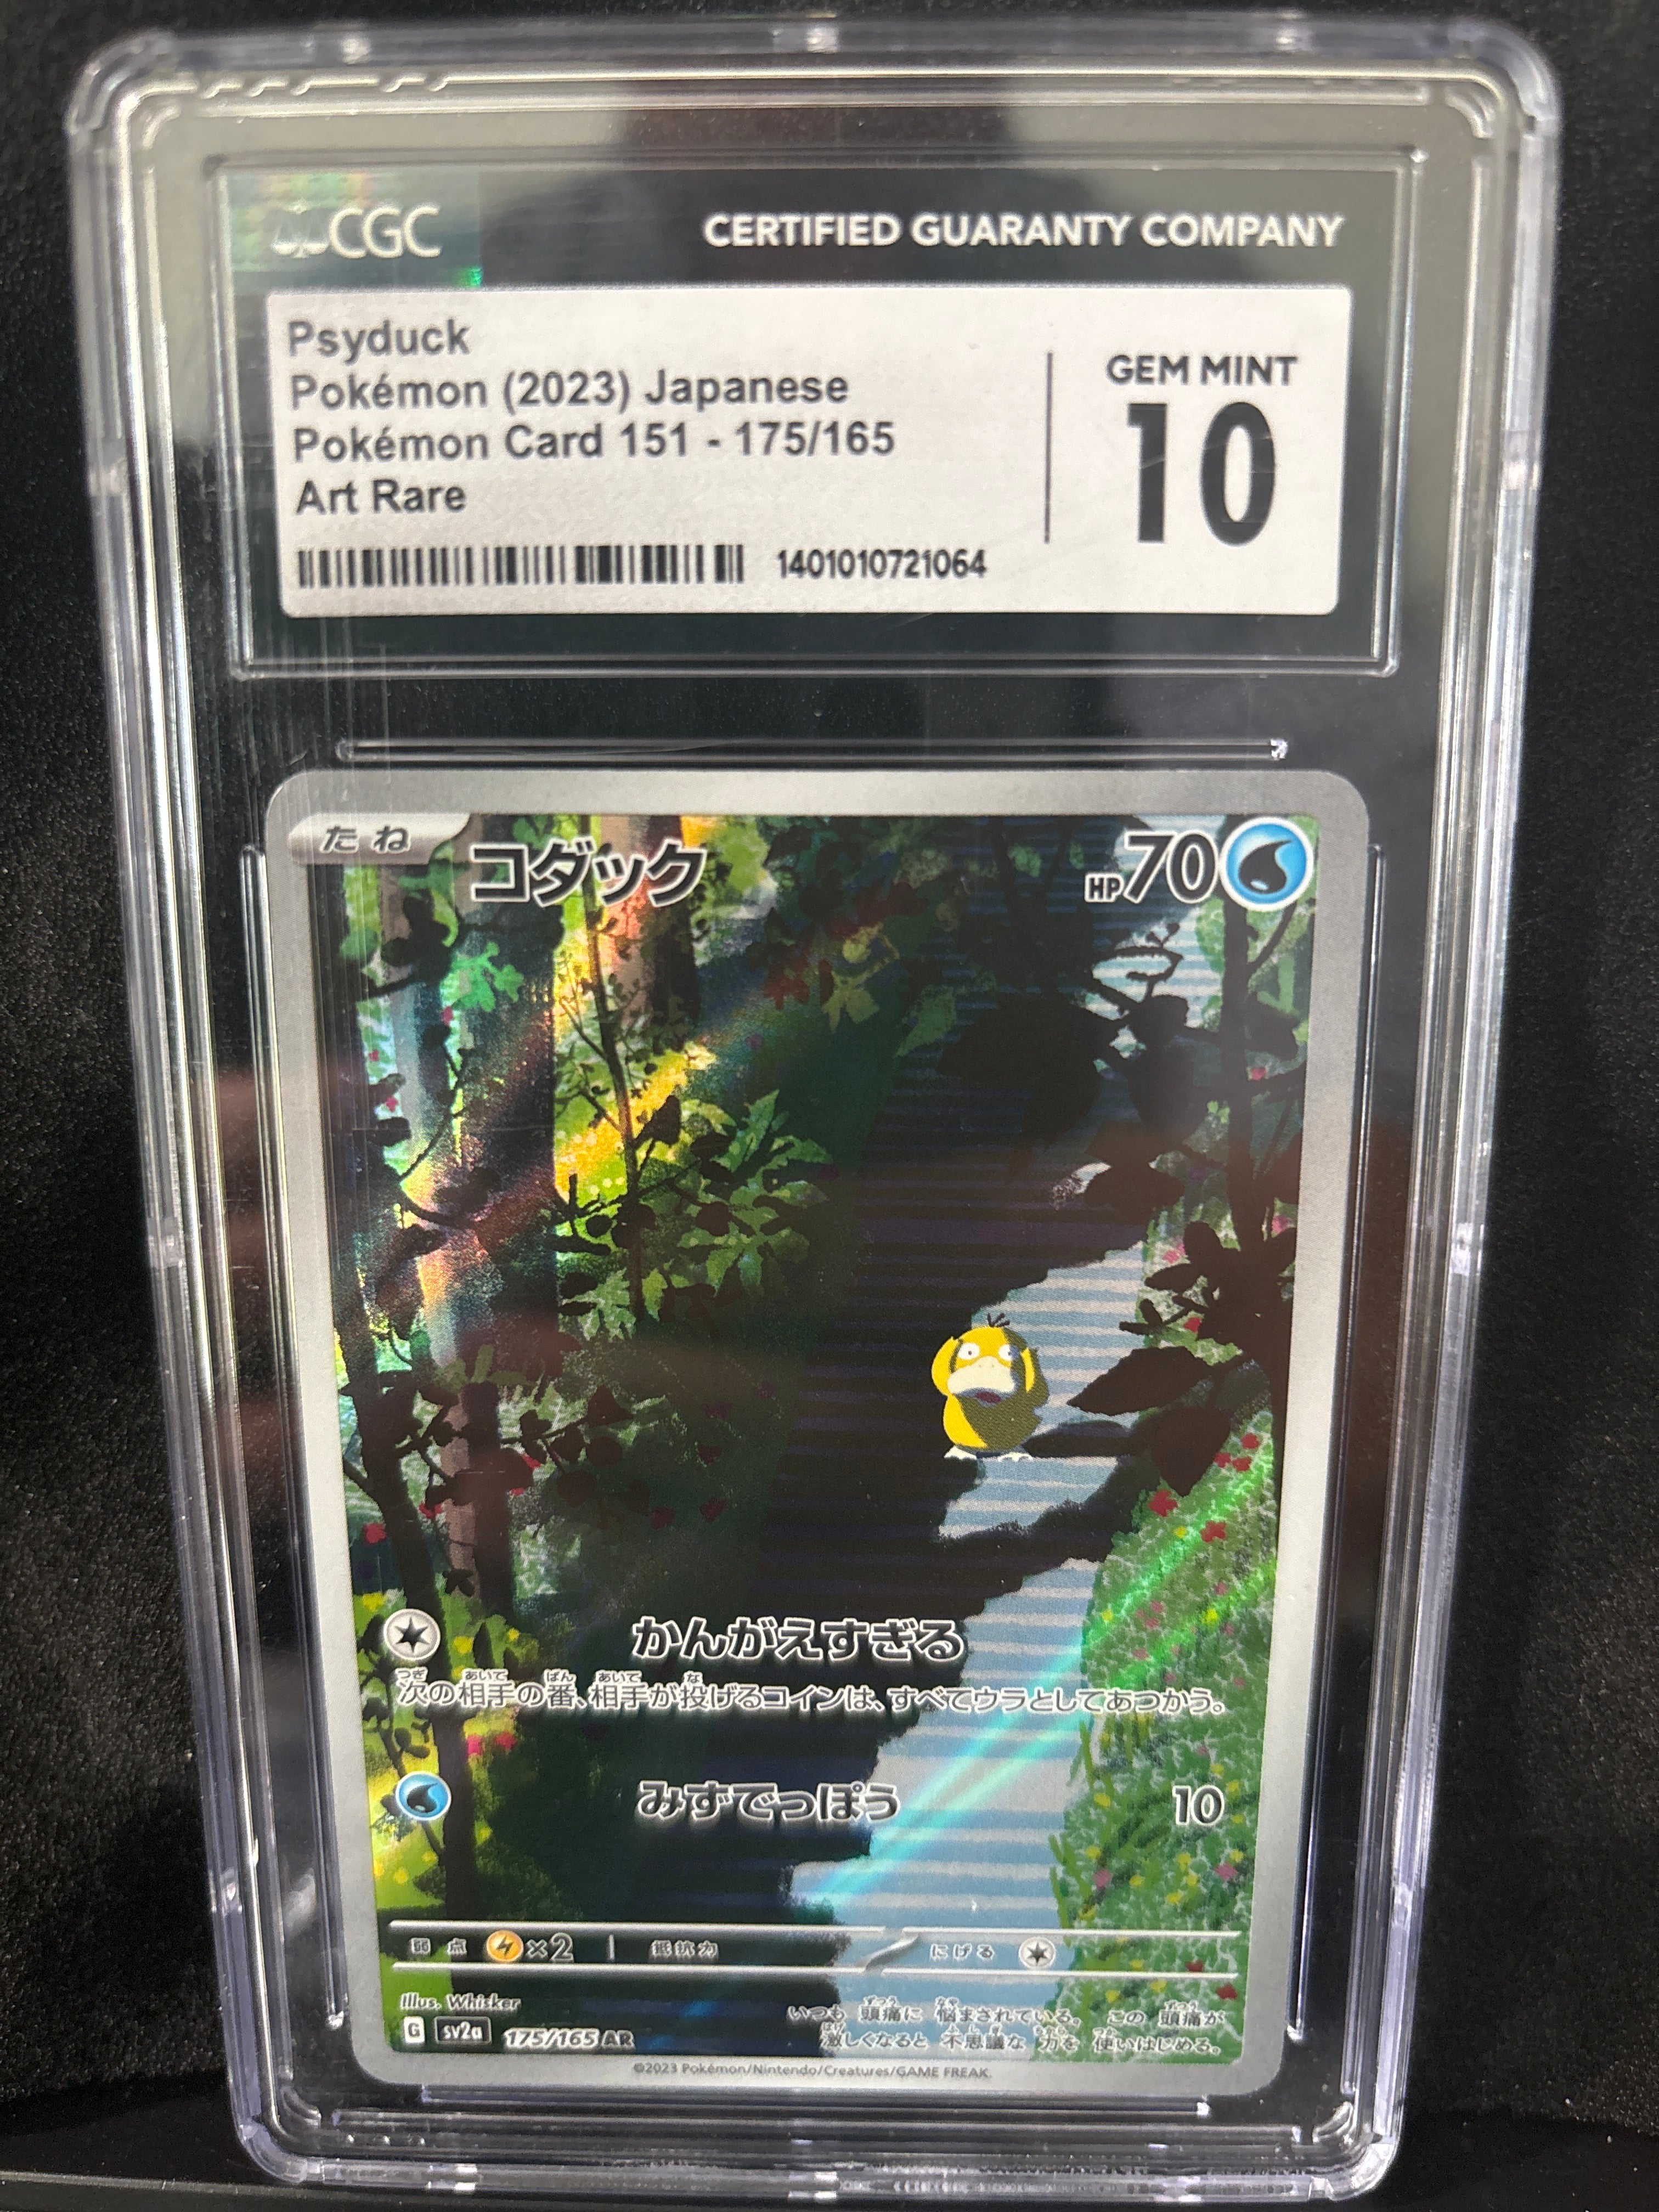 CGC
CERTIFIED GUARANTY COMPANY
Psyduck
Pokémon (2023) Japanese
Pokémon Card 151 - 175/165
Art Rare
1401010721064
GEM MINT
10
たね
コダック
HP70
かんがえすぎる
次の相手の番、相手が投げるコインは、すべてウラとしてあつかう。
みずでっぽう 10
弱点 ×2 抵抗力 にげる
Illus. Whisker
G sv2a 175/165 AR
いつも 頭痛に 悩まされている。 この 頭痛が
激しくなると 不思議な 力を 使いはじめる。
©2023 Pokémon/Nintendo/Creatures/GAME FREAK.